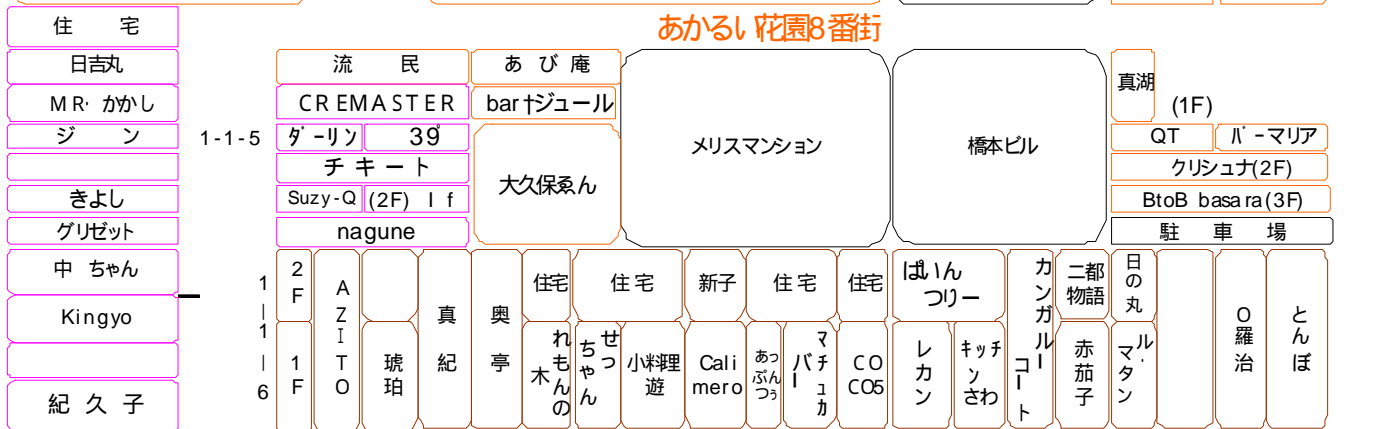 あかるい花園8番街
住 宅
日吉丸
MR・かかし
ジ ン
きよし
グリゼット
中 ちゃん
Kingyo
紀 久 子
1-1-5
流 民
CREMASTER
ダーリン
39
チ キ ー ト
Suzy-Q
(2F) I f
nagune
あ び 庵
bar †ジュール
大久保ゑん
メリスマンション
橋本ビル
真湖
(1F)
QT
バーマリア
クリシュナ(2F)
BtoB basara(3F)
駐 車 場
1-1-6
2F
1F
AZITO
琥珀
真紀
奥亭
住宅
れもんの木
住宅
せっちゃん
小料理
遊
新子
Cali
mero
住宅
あっぷんつぅ
マチュカバー
住宅
CO
CO5
ぱいん
つりー
レカン
キッチンさわ
カンガルーコート
二都
物語
赤茄子
日の丸
ル・マタン
O羅治
とんぼ